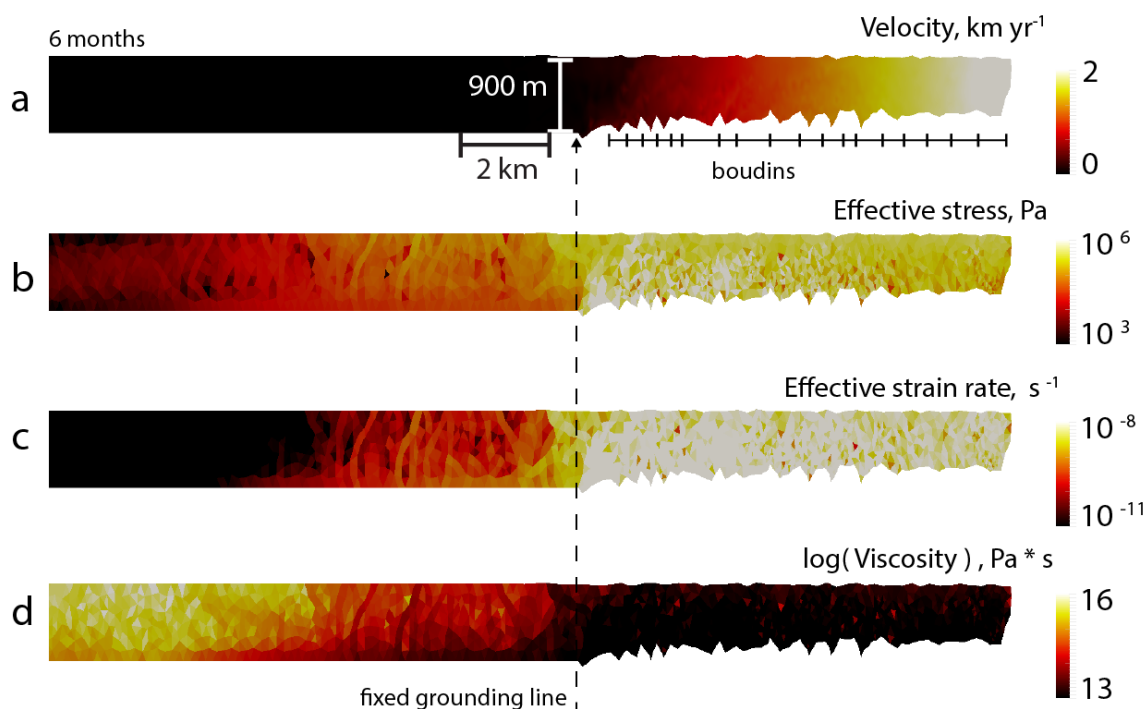 6 months
Velocity, km yr-1
a
900 m
2
0
2 km
boudins
Effective stress, Pa
b
10 6
10 3
Effective strain rate, s -1
c
10 -8
10 -11
log( Viscosity ) , Pa * s
d
16
13
fixed grounding line